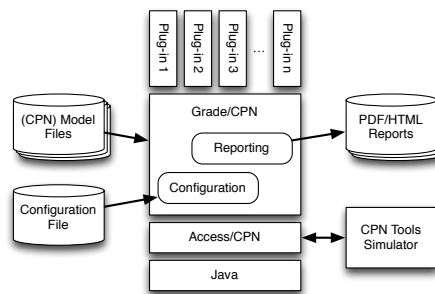 Plug-in 1
Plug-in 2
Plug-in 3
...
Plug-in n
(CPN) Model
Files
Grade/CPN
Reporting
PDF/HTML
Reports
Configuration
Configuration
File
Access/CPN
CPN Tools
Simulator
Java